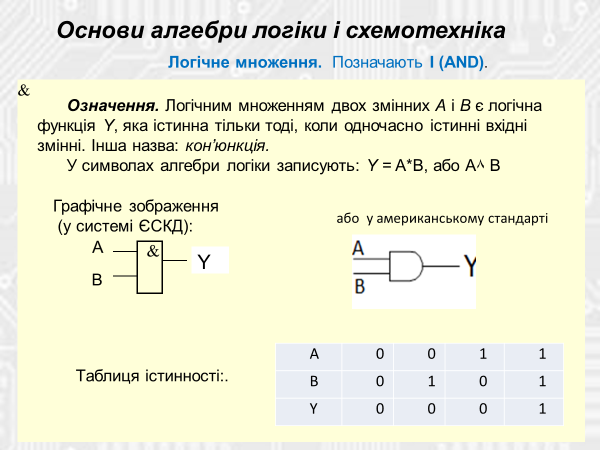 Основи алгебри логіки і схемотехніка
Логічне множення. Позначають І (AND).
&
Означення. Логічним множенням двох змінних А і В є логічна
функція Y, яка істинна тільки тоді, коли одночасно істинні вхідні
змінні. Інша назва: кон’юнкція.
У символах алгебри логіки записують: Y = A*B, або A∧ B
Графічне зображення
(у системі ЄСКД):
або у американському стандарті
A
&
Y
B
A
Y
B
Таблиця істинності:.
A 0 0 1 1
B 0 1 0 1
Y 0 0 0 1